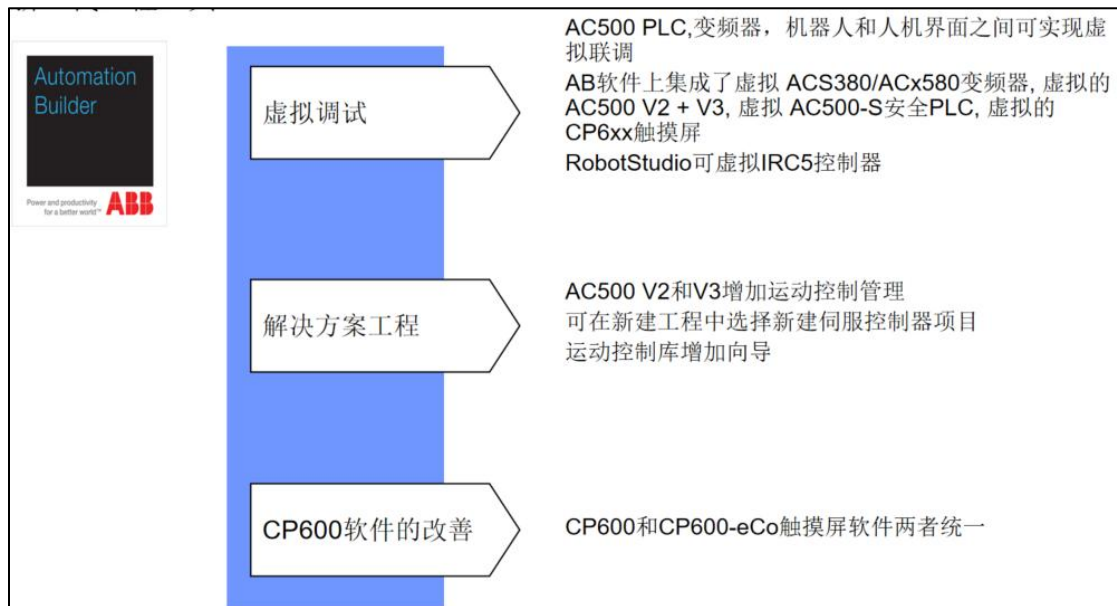 Automation
Builder
Power and productivity
for a better world™
ABB
虚拟调试
AC500 PLC,变频器，机器人和人机界面之间可实现虚
拟联调
AB软件上集成了虚拟 ACS380/ACx580变频器, 虚拟的
AC500 V2 + V3, 虚拟 AC500-S安全PLC, 虚拟的
CP6xx触摸屏
RobotStudio可虚拟IRC5控制器
解决方案工程
AC500 V2和V3增加运动控制管理
可在新建工程中选择新建伺服控制器项目
运动控制库增加向导
CP600软件的改善
CP600和CP600-eCo触摸屏软件两者统一